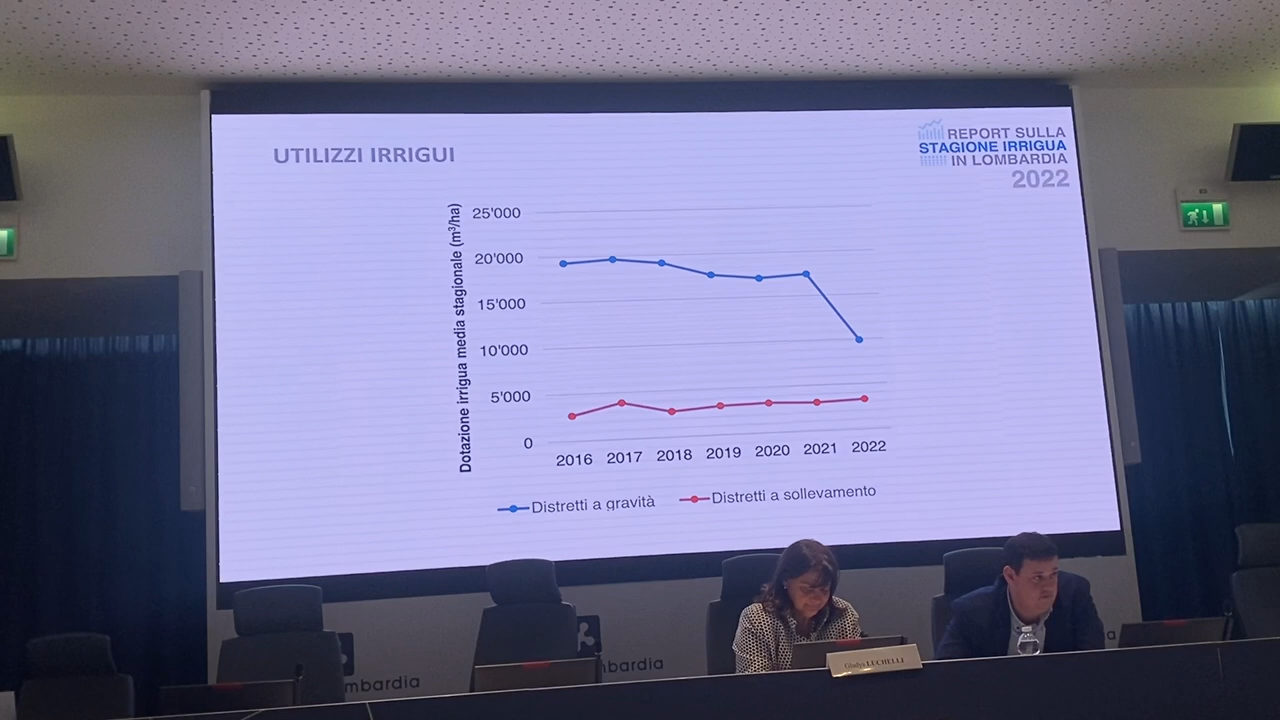 UTILIZZI IRRIGUI
REPORT SULLA
STAGIONE IRRIGUA
IN LOMBARDIA
2022
Dotazione irrigua media stagionale (m³/ha)
25'000
20'000
15'000
10'000
5'000
0
2016 2017 2018 2019 2020 2021 2022
Distretti a gravità Distretti a sollevamento
Gladys LUCHELLI
mbardia
mbardia
a